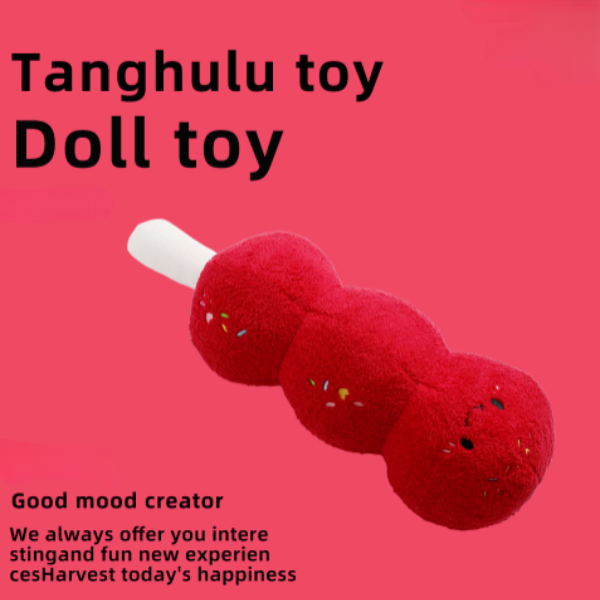 Tanghulu toy
Doll toy
Good mood creator
We always offer you intere
stingand fun new experien
cesHarvest today's happiness